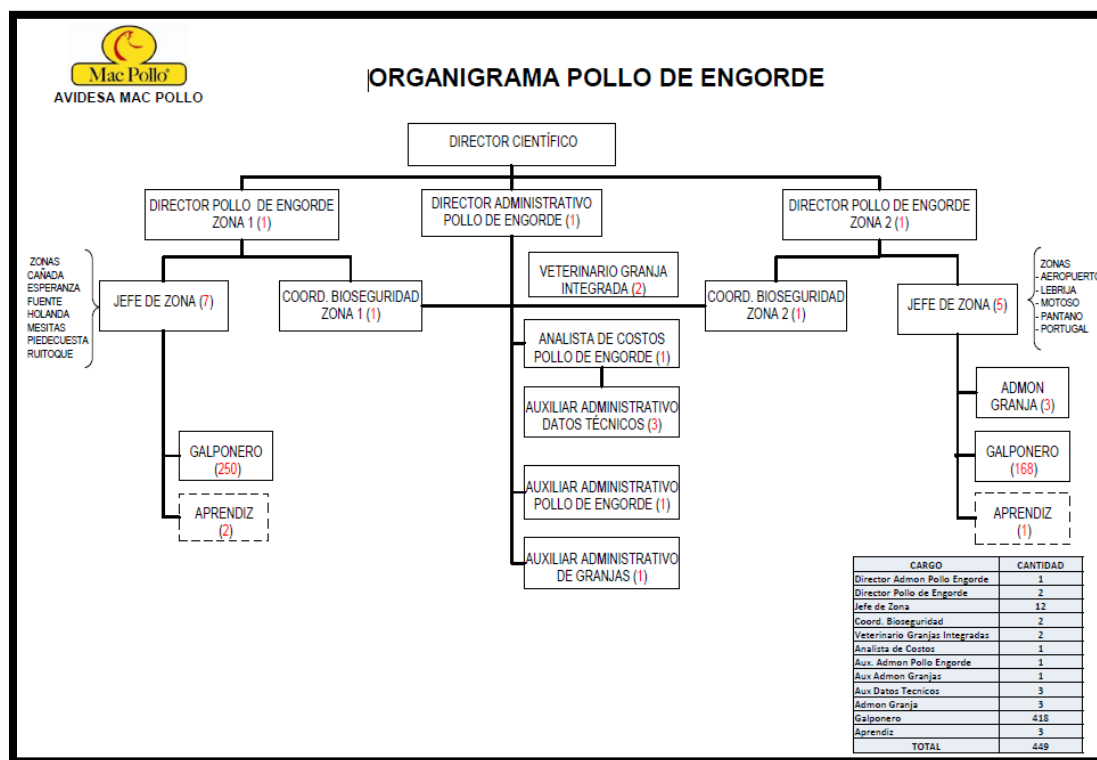 Mac Pollo®
AVIDESA MAC POLLO
ORGANIGRAMA POLLO DE ENGORDE
DIRECTOR CIENTÍFICO
DIRECTOR POLLO DE ENGORDE
ZONA 1 (1)
DIRECTOR ADMINISTRATIVO
POLLO DE ENGORDE (1)
DIRECTOR POLLO DE ENGORDE
ZONA 2 (1)
ZONAS
CAÑADA
ESPERANZA
FUENTE
HOLANDA
MESITAS
PIEDECUESTA
RUITOQUE
JEFE DE ZONA (7)
COORD. BIOSEGURIDAD
ZONA 1 (1)
VETERINARIO GRANJA
INTEGRADA (2)
COORD. BIOSEGURIDAD
ZONA 2 (1)
JEFE DE ZONA (5)
ZONAS
- AEROPUERTO
- LEBRIJA
- MOTOSO
- PANTANO
- PORTUGAL
ANALISTA DE COSTOS
POLLO DE ENGORDE (1)
AUXILIAR ADMINISTRATIVO
DATOS TÉCNICOS (3)
ADMON
GRANJA (3)
GALPONERO
(250)
GALPONERO
(168)
AUXILIAR ADMINISTRATIVO
POLLO DE ENGORDE (1)
APRENDIZ
(2)
APRENDIZ
(1)
AUXILIAR ADMINISTRATIVO
DE GRANJAS (1)
CARGO CANTIDAD
Director Admon Pollo Engorde 1
Director Pollo de Engorde 2
Jefe de Zona 12
Coord. Bioseguridad 2
Veterinario Granjas Integradas 2
Analista de Costos 1
Aux. Admon Pollo Engorde 1
Aux Admon Granjas 1
Aux Datos Tecnicos 3
Admon Granja 3
Galponero 418
Aprendiz 3
TOTAL 449